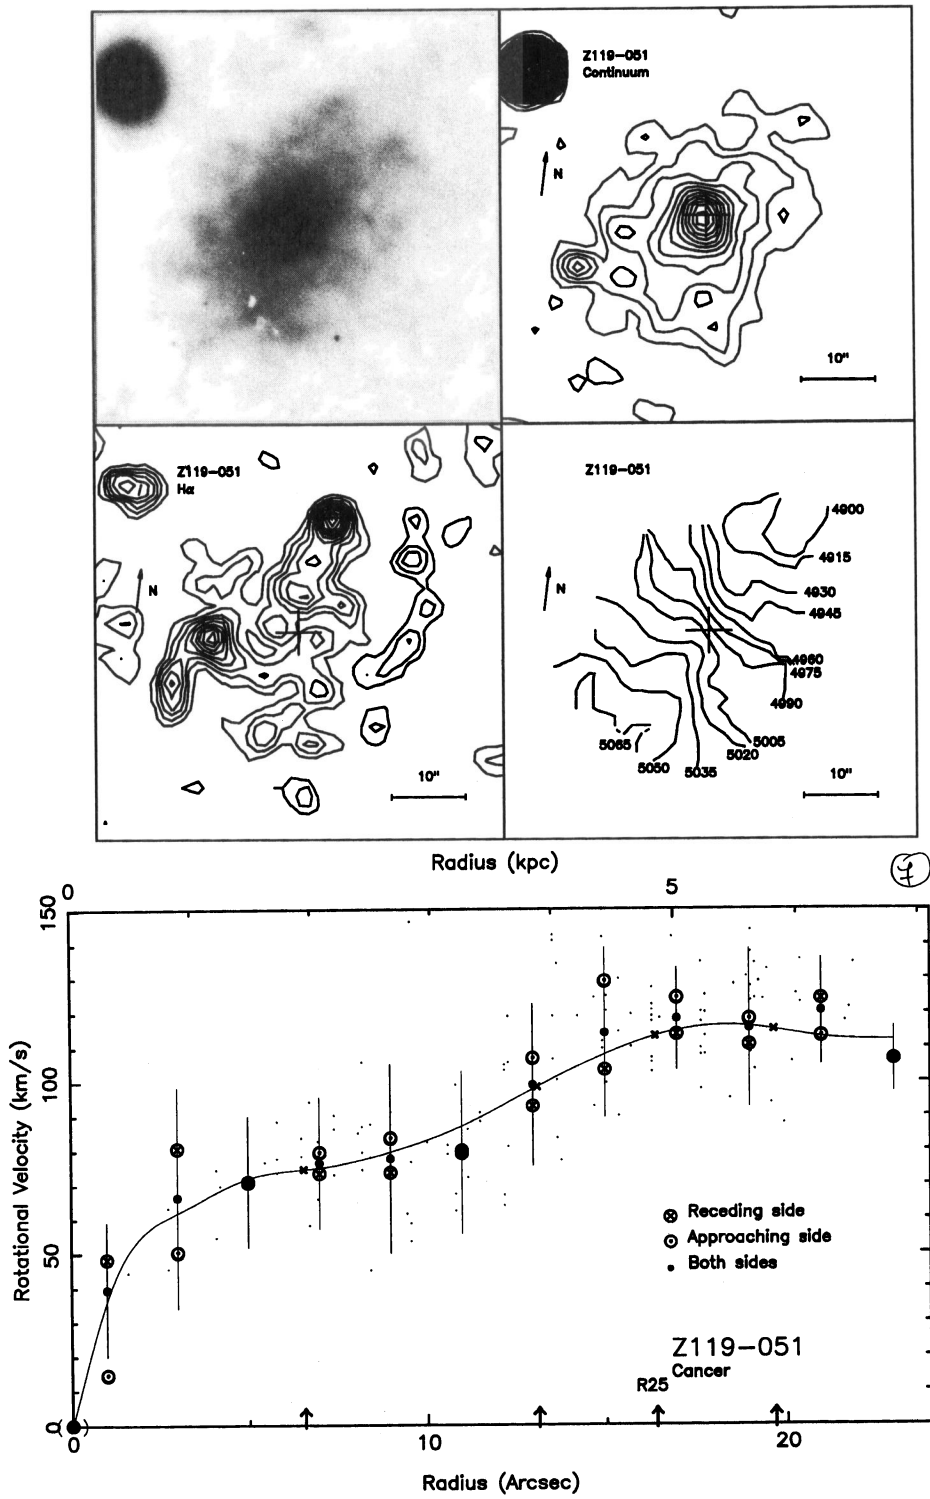 Z119-051
Continuum
N
10"
Z119-051
Hα
N
10"
Z119-051
N
4900
4915
4930
4945
4960
4975
4990
5005
5020
5035
5050
5065
10"
Radius (kpc)
0
5
150
100
50
0
Rotational Velocity (km/s)
Receding side
Approaching side
Both sides
Z119-051
Cancer
R25
0
10
20
Radius (Arcsec)